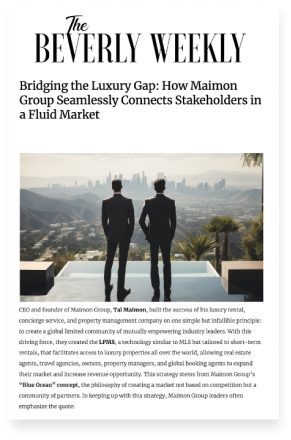 The
BEVERLY WEEKLY
Bridging the Luxury Gap: How Maimon
Group Seamlessly Connects Stakeholders in
a Fluid Market
CEO and founder of Maimon Group, Tal Maimon, built the success of his luxury rental,
concierge service, and property management company on one simple but infallible principle:
to create a global limited community of mutually empowering industry leaders. With this
driving force, they created the LPMS, a technology similar to MLS but tailored to short-term
rentals, that facilitates access to luxury properties all over the world, allowing real estate
agents, travel agencies, owners, property managers, and global booking agents to expand
their market and increase revenue opportunity. This strategy stems from Maimon Group's
"Blue Ocean" concept, the philosophy of creating a market not based on competition but a
community of partners. In keeping up with this strategy, Maimon Group leaders often
emphasize the quote: